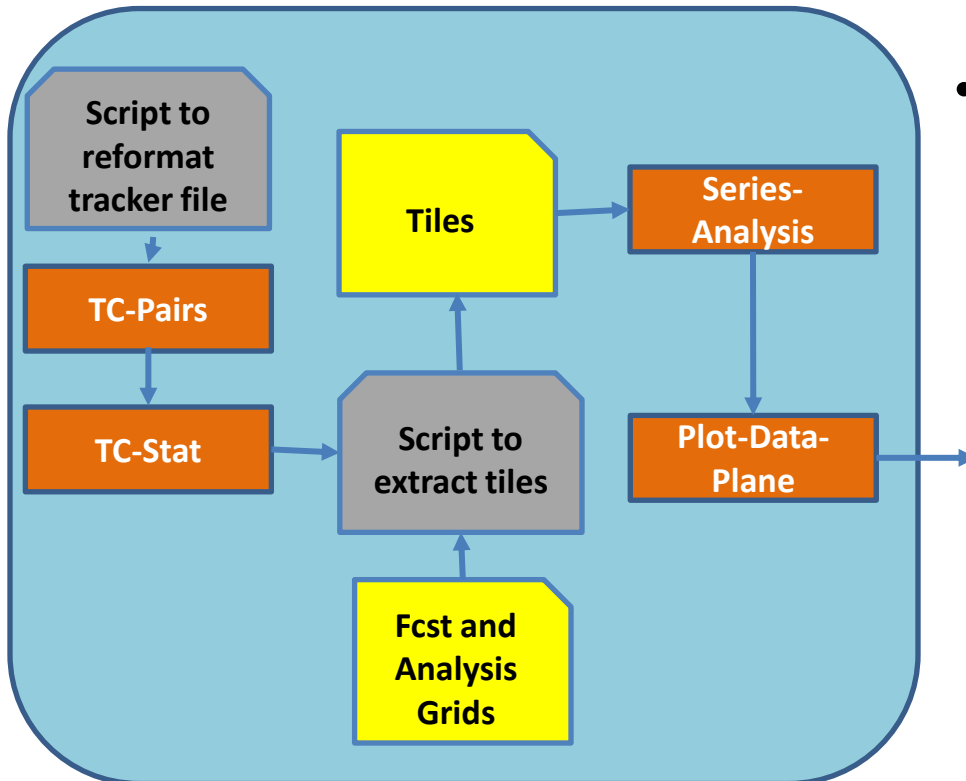 Script to
reformat
tracker file
TC-Pairs
TC-Stat
Tiles
Script to
extract tiles
Fcst and
Analysis
Grids
Series-
Analysis
Plot-Data-
Plane
•